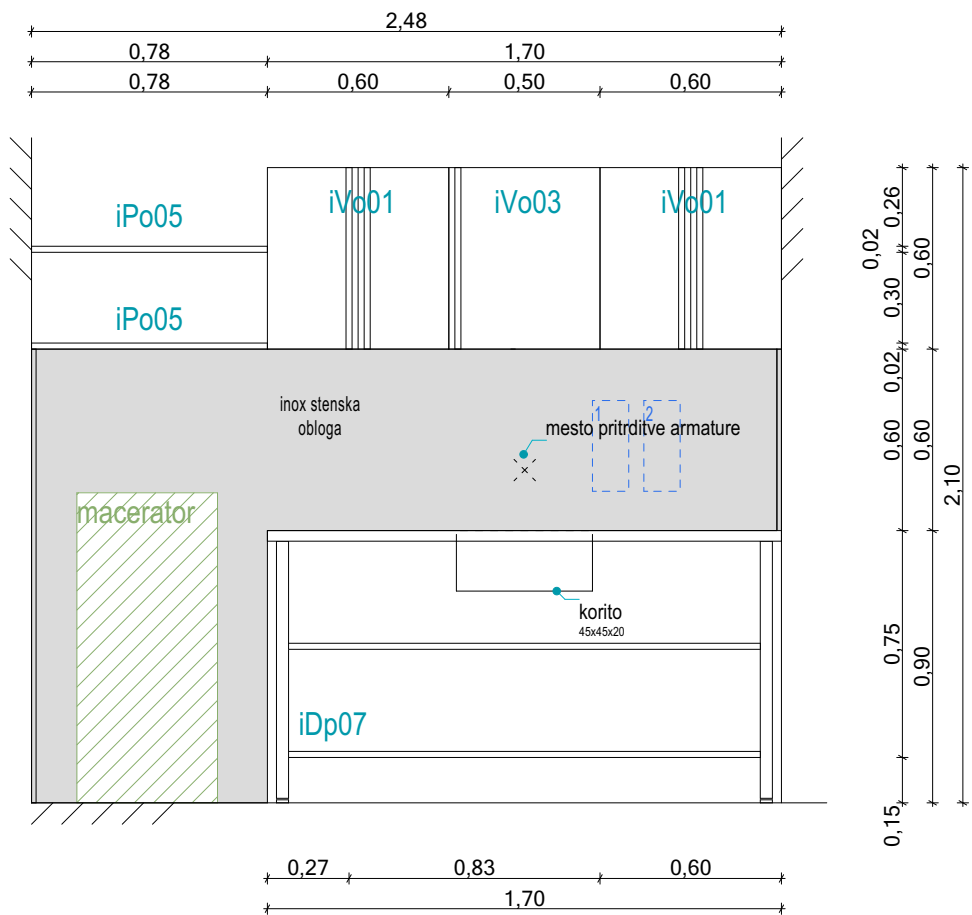 2,48
0,78 1,70
0,78 0,60 0,50 0,60
iPo05 iVo01 iVo03 iVo01
iPo05
0,26
0,02
0,60
0,30
0,02
0,60
0,60
2,10
0,75
0,90
0,15
inox stenska
obloga
1 2
mesto pritrditve armature
macerator
korito
45x45x20
iDp07
0,27 0,83 0,60
1,70